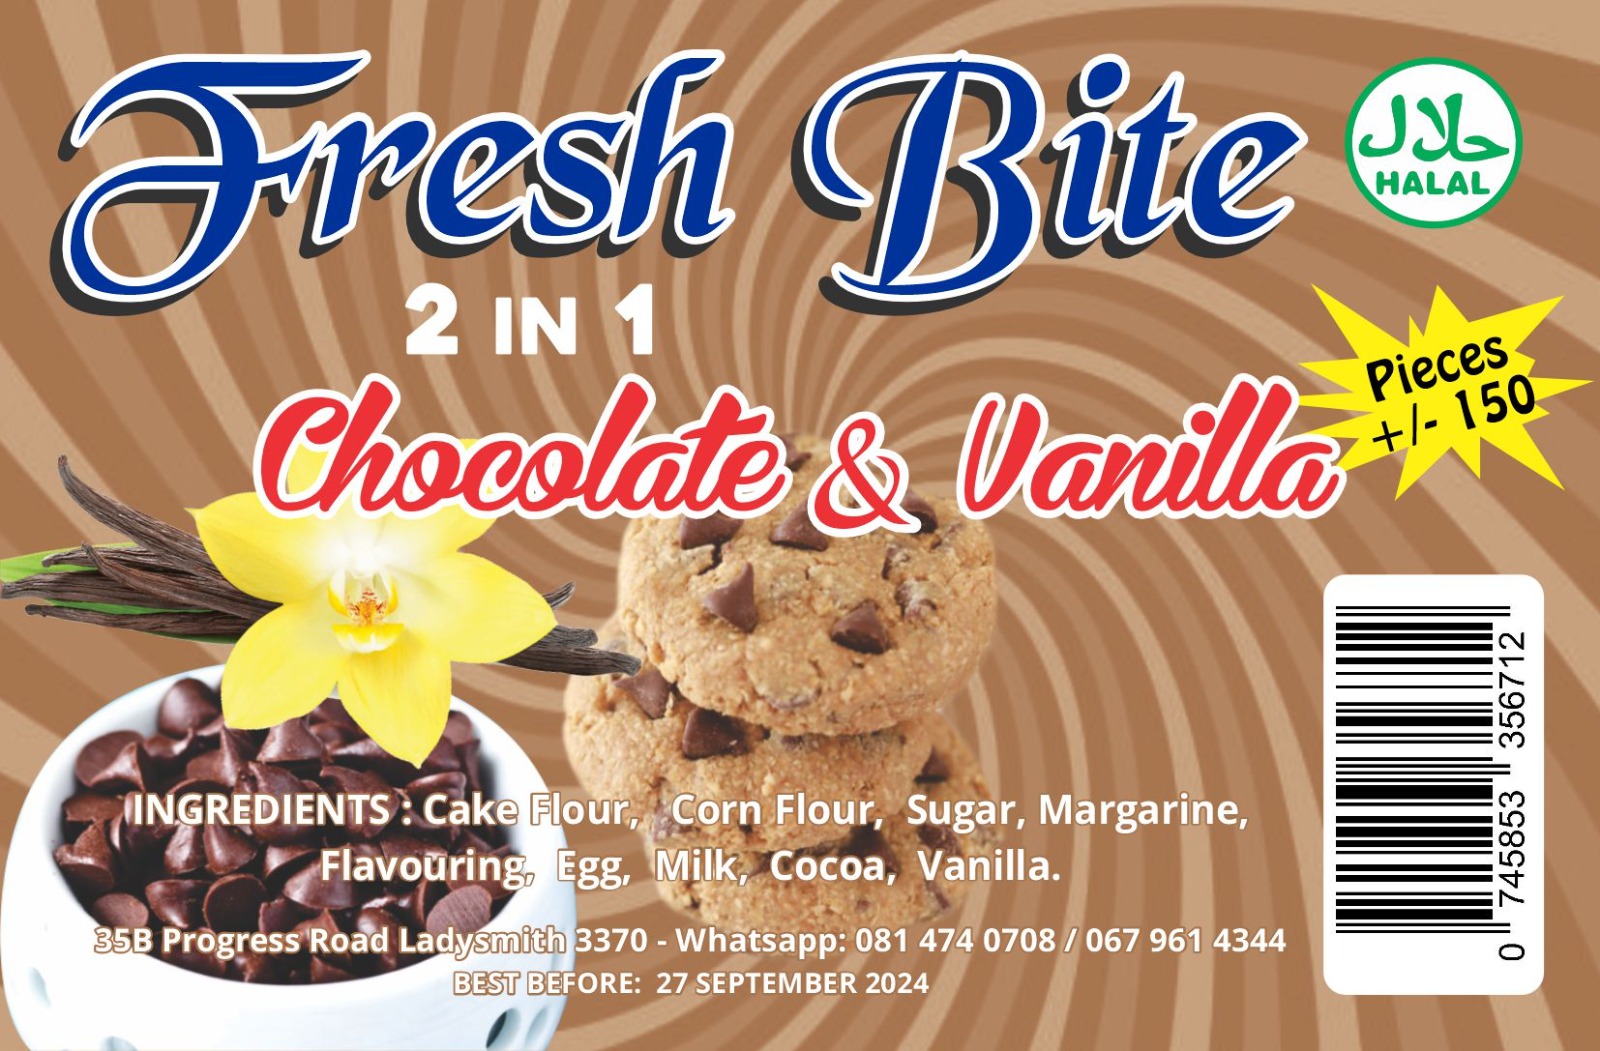 Fresh Bite
حلال
HALAL
2 IN 1
Pieces
+/- 150
Chocolate & Vanilla
INGREDIENTS : Cake Flour, Corn Flour, Sugar, Margarine,
Flavouring, Egg, Milk, Cocoa, Vanilla.
35B Progress Road Ladysmith 3370 - Whatsapp: 081 474 0708 / 067 961 4344
BEST BEFORE: 27 SEPTEMBER 2024
0 745853 356712